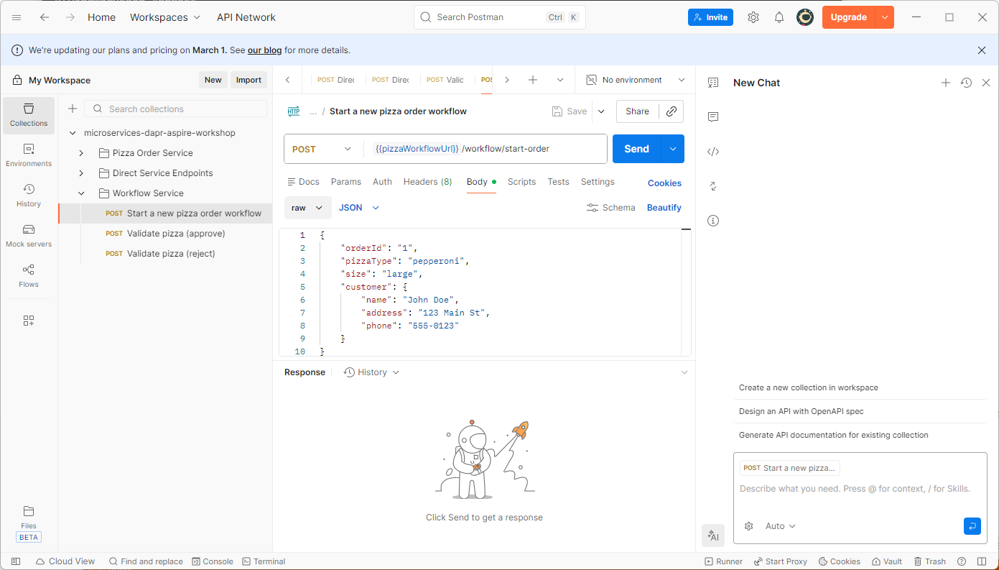 Home Workspaces API Network Search Postman Ctrl K Invite Upgrade
We're updating our plans and pricing on March 1. See our blog for more details.
My Workspace New Import
Collections
Environments
History
Mock servers
Flows
Files
BETA
Search collections
microservices-dapr-aspire-workshop
Pizza Order Service
Direct Service Endpoints
Workflow Service
POST Start a new pizza order workflow
POST Validate pizza (approve)
POST Validate pizza (reject)
POST Direc POST Direc POST Valic POS No environment
HTTP ... / Start a new pizza order workflow Save Share
POST {{pizzaWorkflowUrl}} /workflow/start-order Send
Docs Params Auth Headers (8) Body Scripts Tests Settings Cookies
raw JSON Schema Beautify
1 {
2 "orderId": "1",
3 "pizzaType": "pepperoni",
4 "size": "large",
5 "customer": {
6 "name": "John Doe",
7 "address": "123 Main St",
8 "phone": "555-0123"
9 }
10 }
Response History
Click Send to get a response
New Chat
Create a new collection in workspace
Design an API with OpenAPI spec
Generate API documentation for existing collection
POST Start a new pizza...
Describe what you need. Press @ for context, / for Skills.
Auto
AI
Cloud View Find and replace Console Terminal Runner Start Proxy Cookies Vault Trash